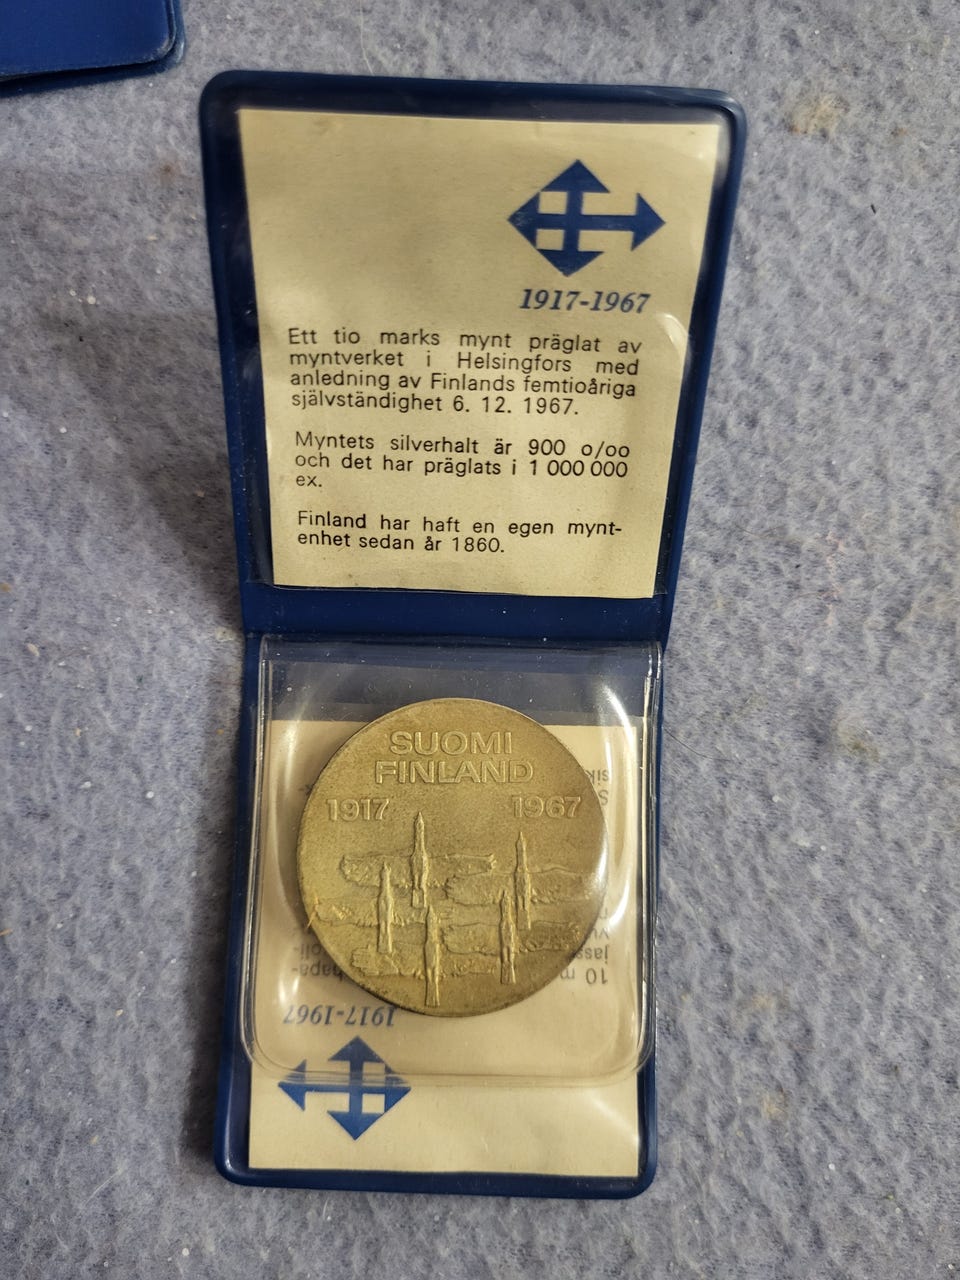 1917-1967
Ett tio marks mynt präglat av
myntverket i Helsingfors med
anledning av Finlands femtioåriga
självständighet 6. 12. 1967.
Myntets silverhalt är 900 o/oo
och det har präglats i 1 000 000
ex.
Finland har haft en egen mynt-
enhet sedan år 1860.
SUOMI
FINLAND
1917 1967
10 m
1917-1967